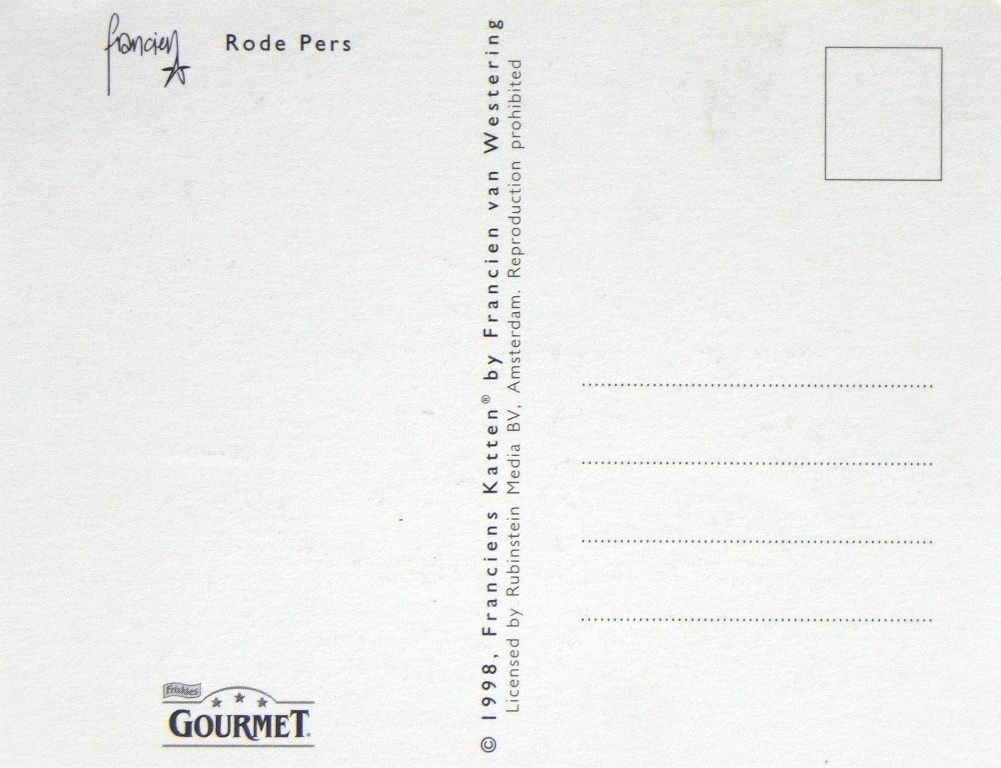 francien
Rode Pers
© 1998, Franciens Katten® by Francien van Westering
Licensed by Rubinstein Media BV, Amsterdam. Reproduction prohibited
Friskies
GOURMET